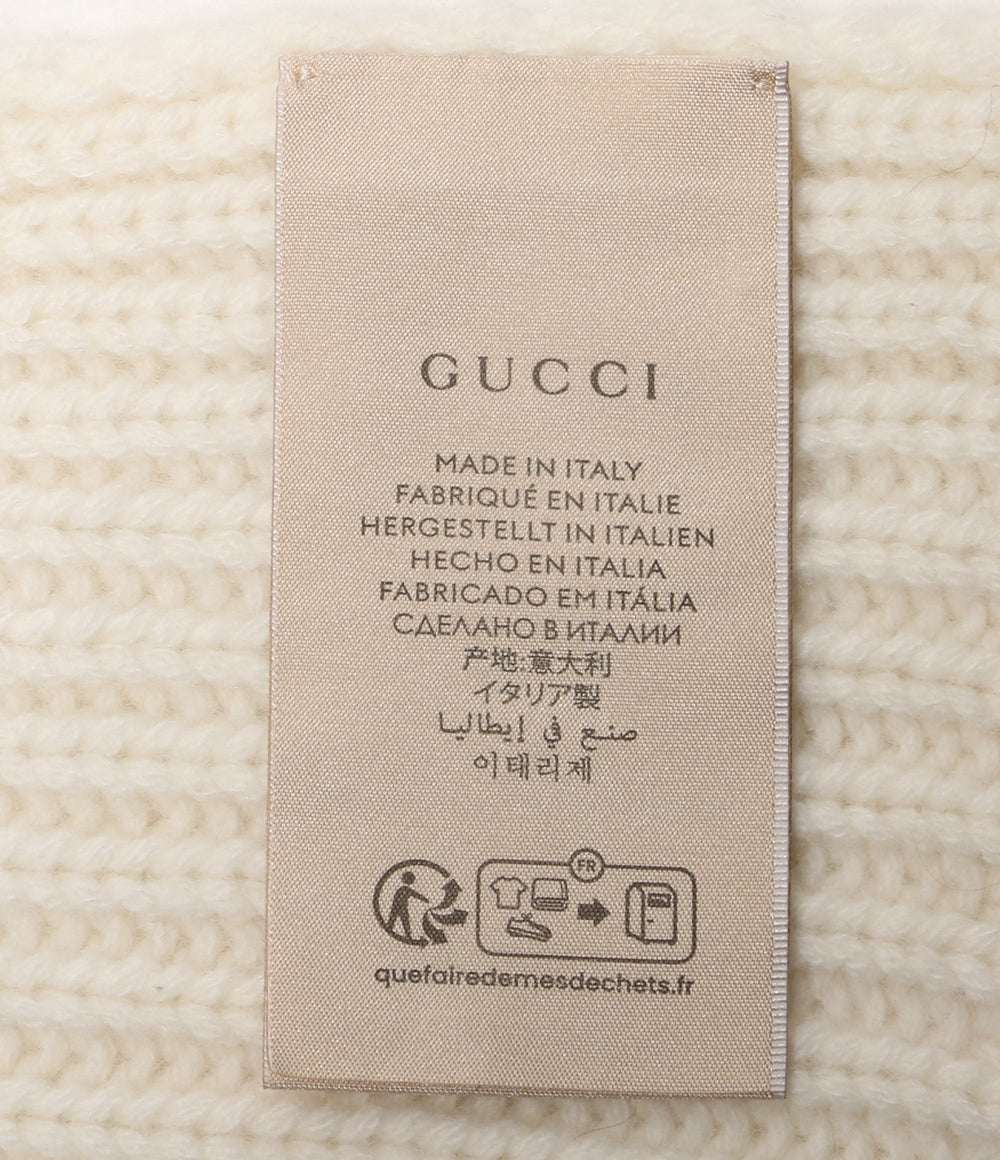 GUCCI
MADE IN ITALY
FABRIQUÉ EN ITALIE
HERGESTELLT IN ITALIEN
HECHO EN ITALIA
FABRICADO EM ITÁLIA
СДЕЛАНО В ИТАЛИИ
产地:意大利
イタリア製
صنع في إيطاليا
이태리제
FR
quefairedemesdechets.fr